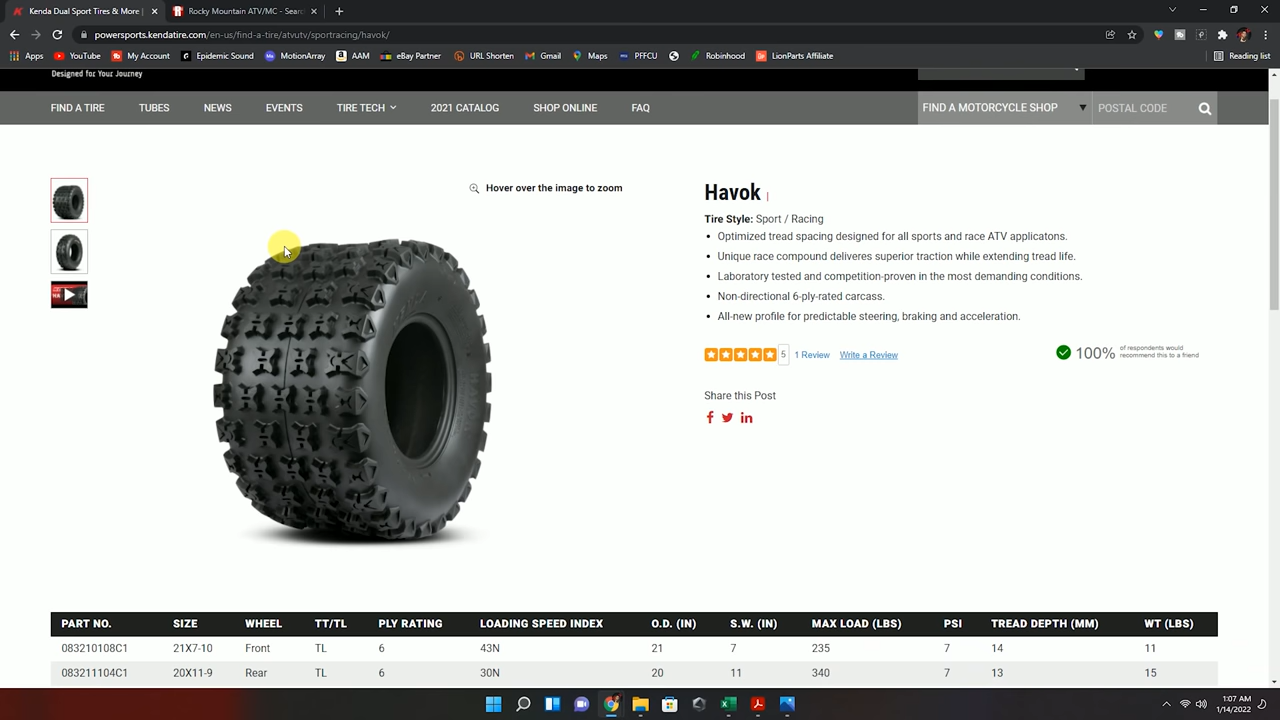 Kenda Dual Sport Tires & More |
Rocky Mountain ATV/MC - Sear
powersports.kendatire.com/en-us/find-a-tire/atvutv/sportracing/havok/
Apps YouTube My Account Epidemic Sound MotionArray AAM eBay Partner URL Shorten Gmail Maps PFFCU Robinhood LionParts Affiliate Reading list
Designed for Your Journey
FIND A TIRE TUBES NEWS EVENTS TIRE TECH 2021 CATALOG SHOP ONLINE FAQ FIND A MOTORCYCLE SHOP POSTAL CODE
Hover over the image to zoom
Havok |
Tire Style: Sport / Racing
• Optimized tread spacing designed for all sports and race ATV applicatons.
• Unique race compound deliveres superior traction while extending tread life.
• Laboratory tested and competition-proven in the most demanding conditions.
• Non-directional 6-ply-rated carcass.
• All-new profile for predictable steering, braking and acceleration.
5 1 Review Write a Review
100% of respondents would
recommend this to a friend
Share this Post
PART NO. SIZE WHEEL TT/TL PLY RATING LOADING SPEED INDEX O.D. (IN) S.W. (IN) MAX LOAD (LBS) PSI TREAD DEPTH (MM) WT (LBS)
083210108C1 21X7-10 Front TL 6 43N 21 7 235 7 14 11
083211104C1 20X11-9 Rear TL 6 30N 20 11 340 7 13 15
1:07 AM
1/14/2022